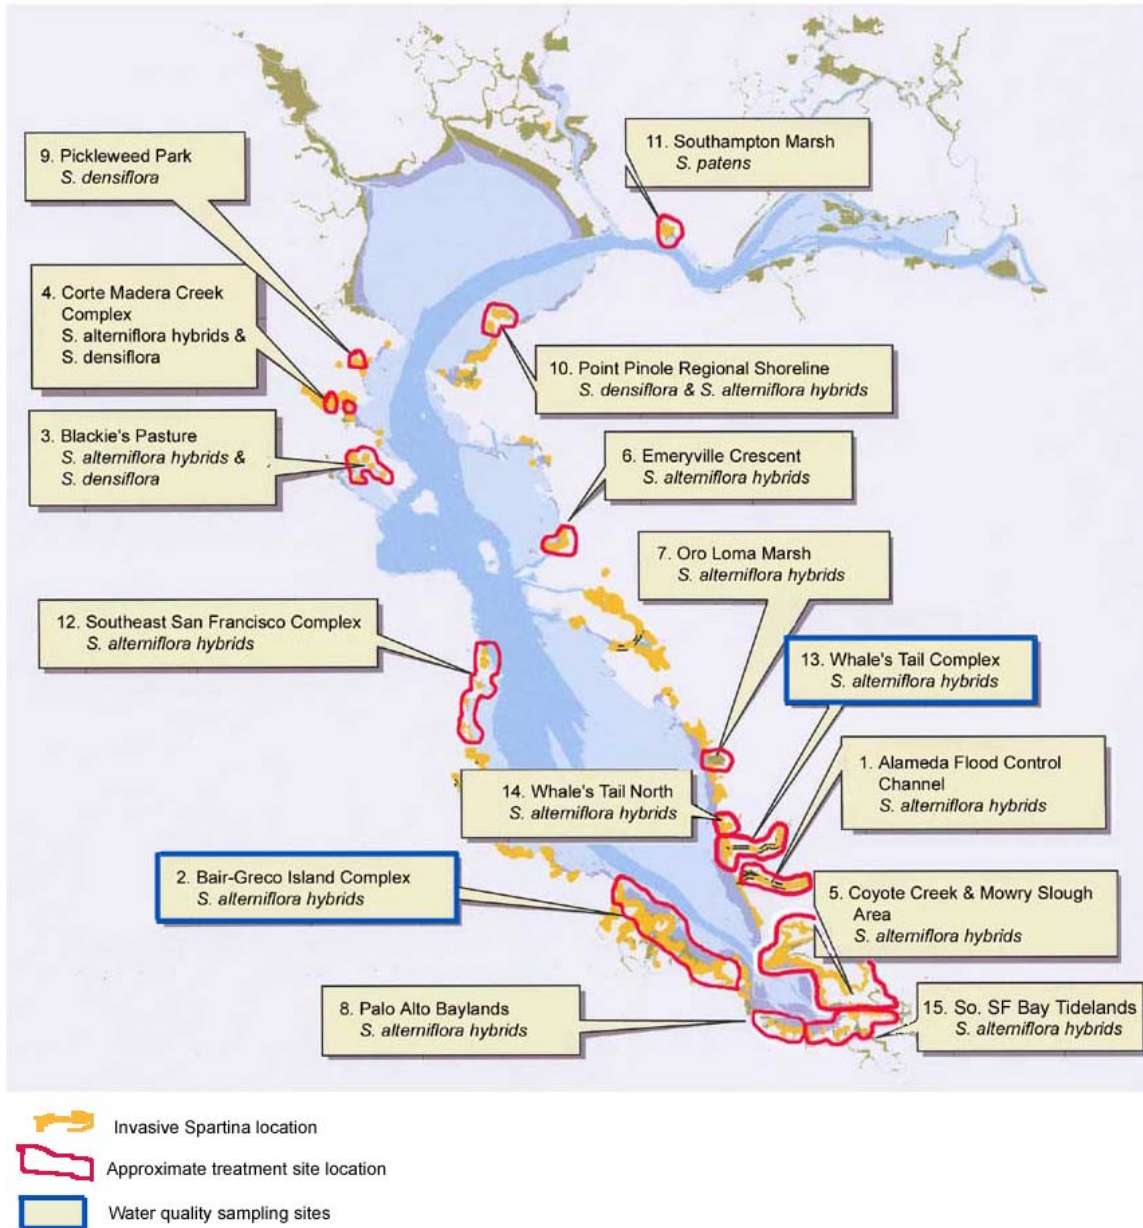 9. Pickleweed Park
S. densiflora
11. Southampton Marsh
S. patens
4. Corte Madera Creek
Complex
S. alterniflora hybrids &
S. densiflora
10. Point Pinole Regional Shoreline
S. densiflora & S. alterniflora hybrids
3. Blackie's Pasture
S. alterniflora hybrids &
S. densiflora
6. Emeryville Crescent
S. alterniflora hybrids
7. Oro Loma Marsh
S. alterniflora hybrids
12. Southeast San Francisco Complex
S. alterniflora hybrids
13. Whale's Tail Complex
S. alterniflora hybrids
1. Alameda Flood Control
Channel
S. alterniflora hybrids
14. Whale's Tail North
S. alterniflora hybrids
2. Bair-Greco Island Complex
S. alterniflora hybrids
5. Coyote Creek & Mowry Slough
Area
S. alterniflora hybrids
8. Palo Alto Baylands
S. alterniflora hybrids
15. So. SF Bay Tidelands
S. alterniflora hybrids
Invasive Spartina location
Approximate treatment site location
Water quality sampling sites